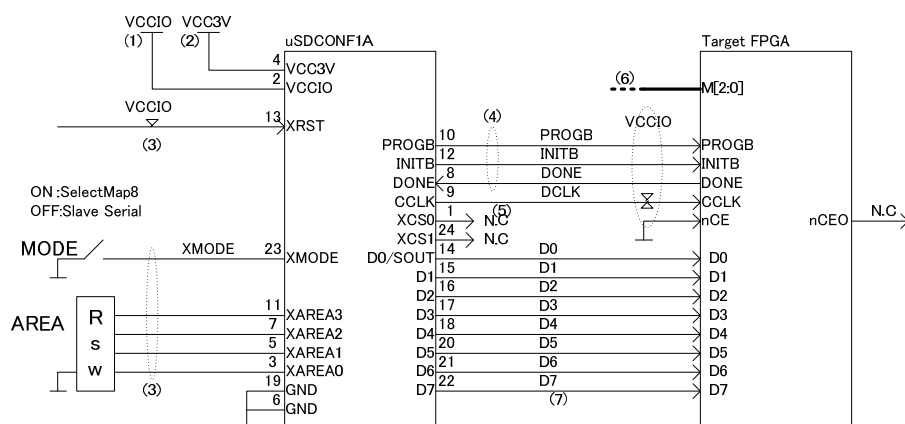 VCCIO VCC3V
(1) (2)
uSDCONF1A
Target FPGA
4 VCC3V
2 VCCIO
(6)
M[2:0]
VCCIO
13 XRST
(3)
(4)
VCCIO
PROGB 10 PROGB PROGB
INITB 12 INITB INITB
DONE 8 DONE DONE
CCLK 9 DCLK CCLK
(5)
XCS0 1 N.C
nCE
nCEO N.C
XCS1 24 N.C
ON :SelectMap8
OFF:Slave Serial
MODE XMODE 23 XMODE
D0/SOUT 14 D0 D0
D1 15 D1 D1
D2 16 D2 D2
D3 17 D3 D3
D4 18 D4 D4
D5 20 D5 D5
D6 21 D6 D6
D7 22 D7 D7
(7)
AREA
R
s
w
11 XAREA3
7 XAREA2
5 XAREA1
3 XAREA0
(3)
19 GND
6 GND